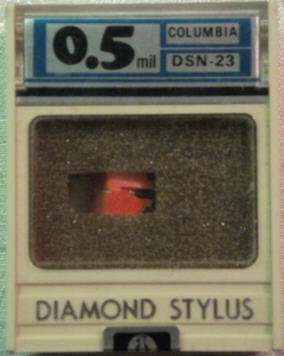 0.5 mil
COLUMBIA
DSN-23
DIAMOND STYLUS